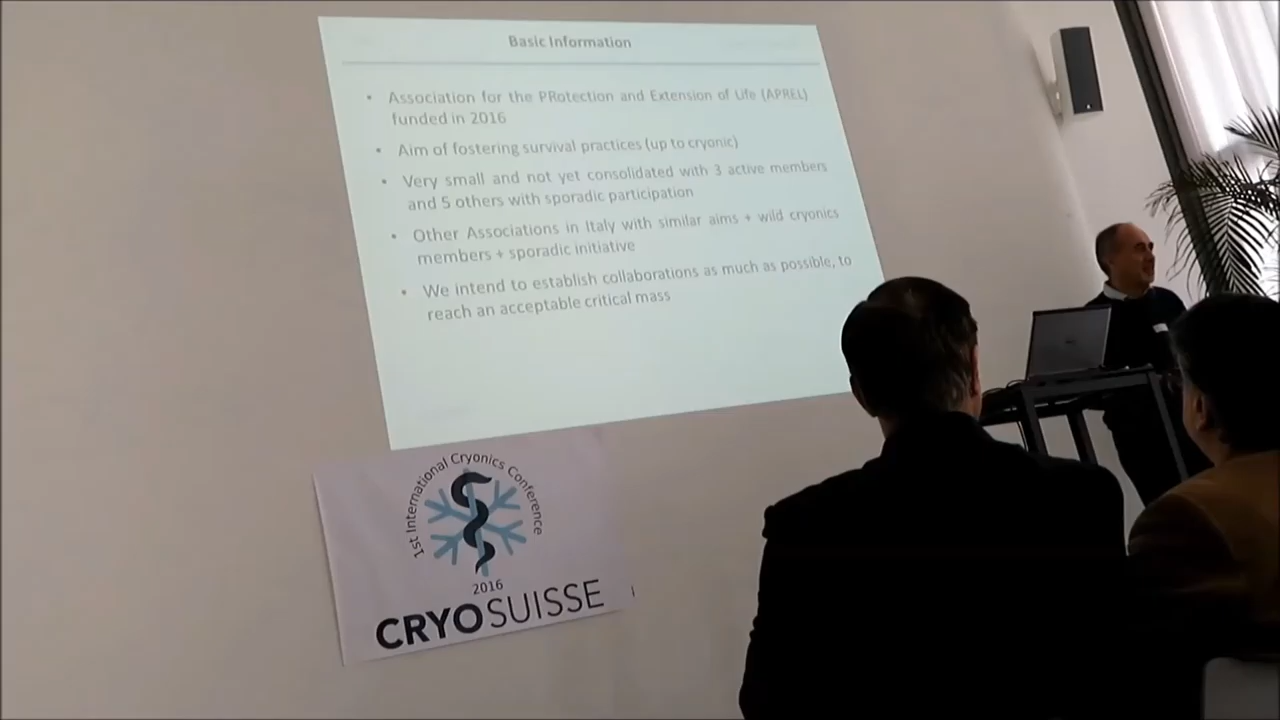 Basic Information
• Association for the PRotection and Extension of Life (APREL)
funded in 2016
• Aim of fostering survival practices (up to cryonic)
• Very small and not yet consolidated with 3 active members
and 5 others with sporadic participation
• Other Associations in Italy with similar aims + wild cryonics
members + sporadic initiative
• We intend to establish collaborations as much as possible, to
reach an acceptable critical mass
1st International Cryonics Conference
2016
CRYOSUISSE